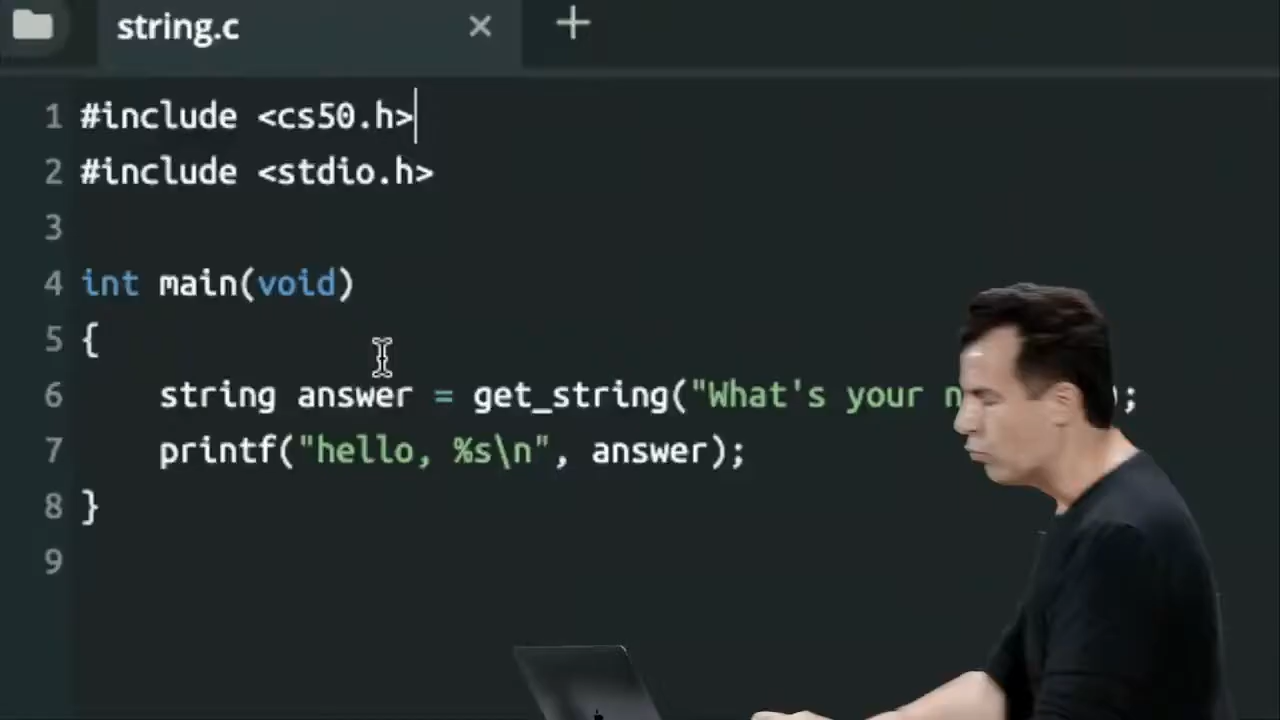 string.c × +
1 #include <cs50.h>
2 #include <stdio.h>
3
4 int main(void)
5 {
6 string answer = get_string("What's your );
7 printf("hello, %s\n", answer);
8 }
9